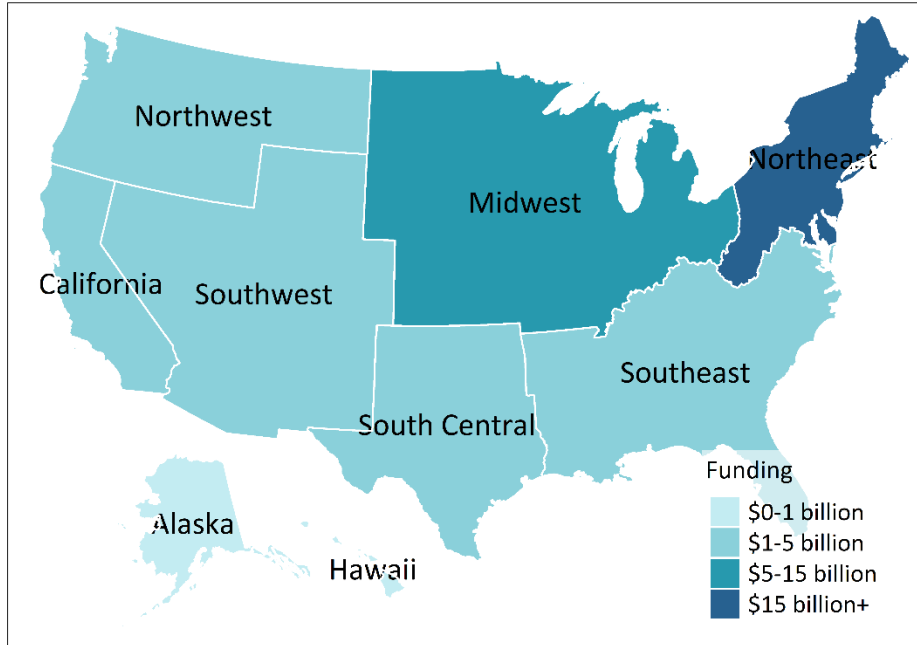 Northwest
Northeast
Midwest
California
Southwest
Southeast
South Central
Alaska
Hawaii
Funding
$0-1 billion
$1-5 billion
$5-15 billion
$15 billion+